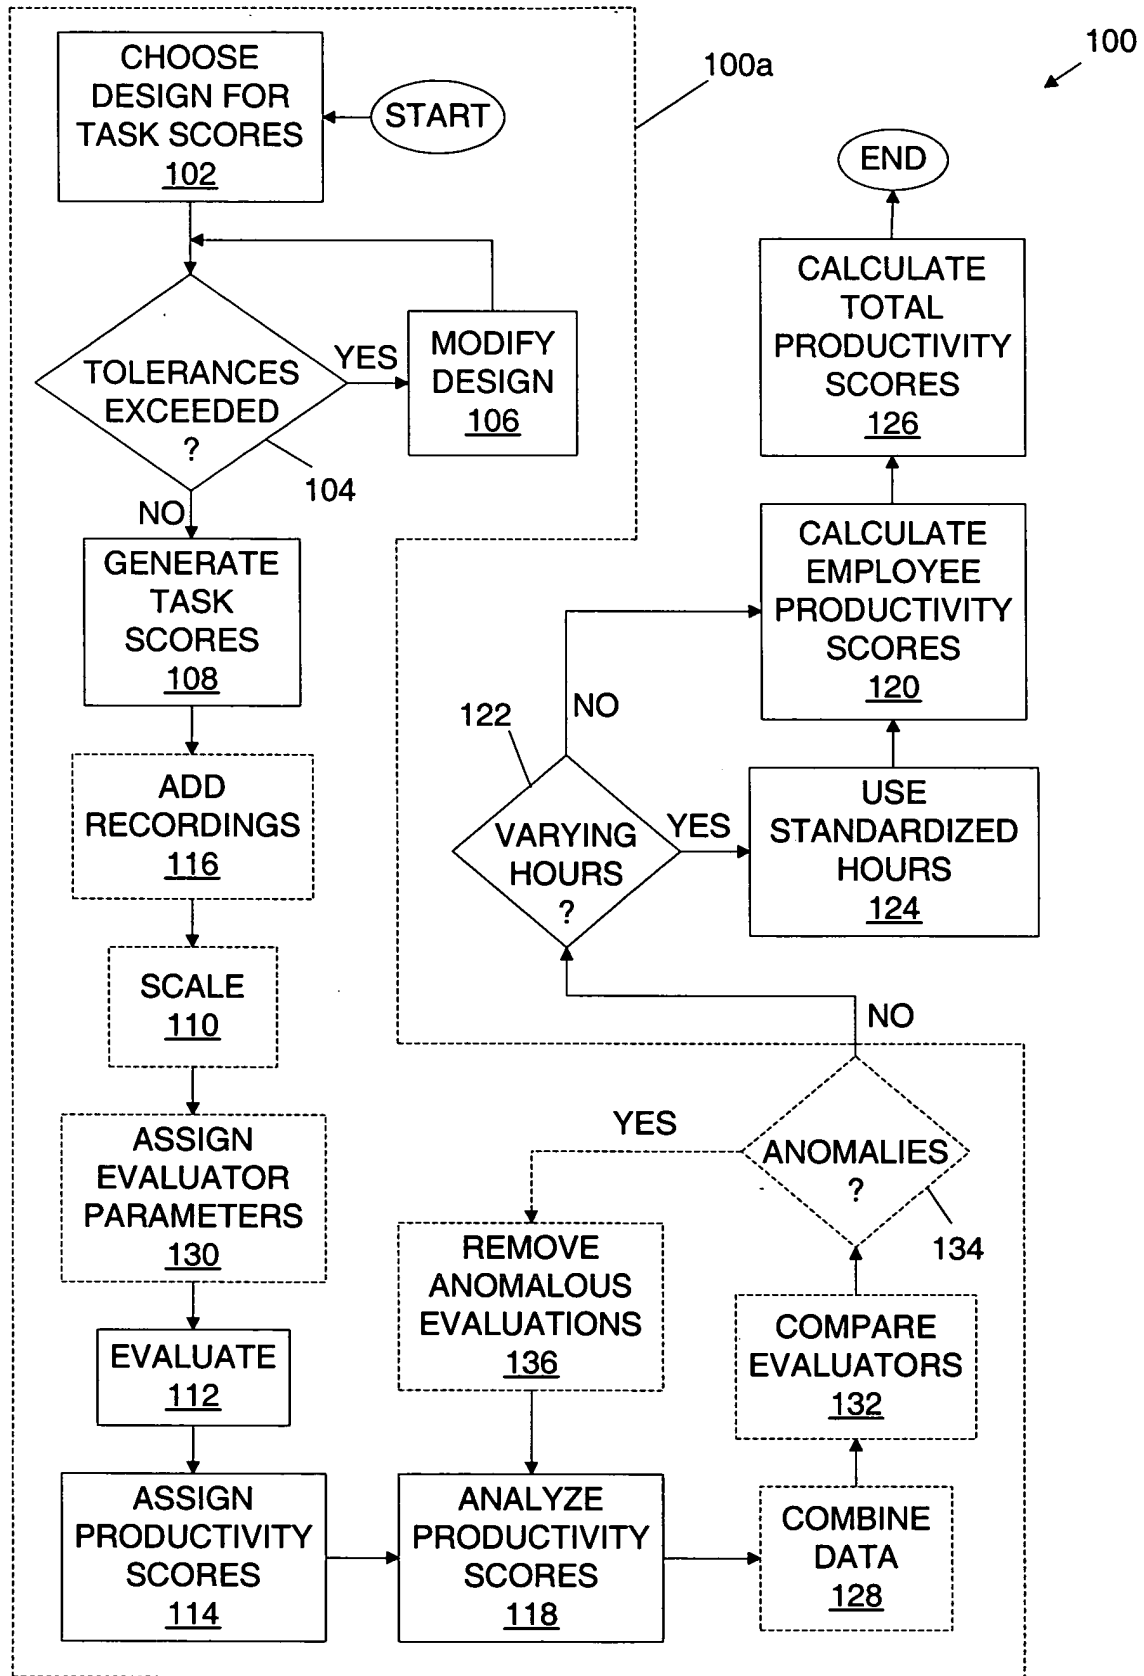 100
100a
START
CHOOSE
DESIGN FOR
TASK SCORES
102
TOLERANCES
EXCEEDED
?
104
YES
MODIFY
DESIGN
106
NO
GENERATE
TASK
SCORES
108
ADD
RECORDINGS
116
SCALE
110
ASSIGN
EVALUATOR
PARAMETERS
130
EVALUATE
112
ASSIGN
PRODUCTIVITY
SCORES
114
ANALYZE
PRODUCTIVITY
SCORES
118
COMBINE
DATA
128
COMPARE
EVALUATORS
132
ANOMALIES
?
134
YES
REMOVE
ANOMALOUS
EVALUATIONS
136
NO
VARYING
HOURS
?
122
YES
USE
STANDARDIZED
HOURS
124
NO
CALCULATE
EMPLOYEE
PRODUCTIVITY
SCORES
120
CALCULATE
TOTAL
PRODUCTIVITY
SCORES
126
END